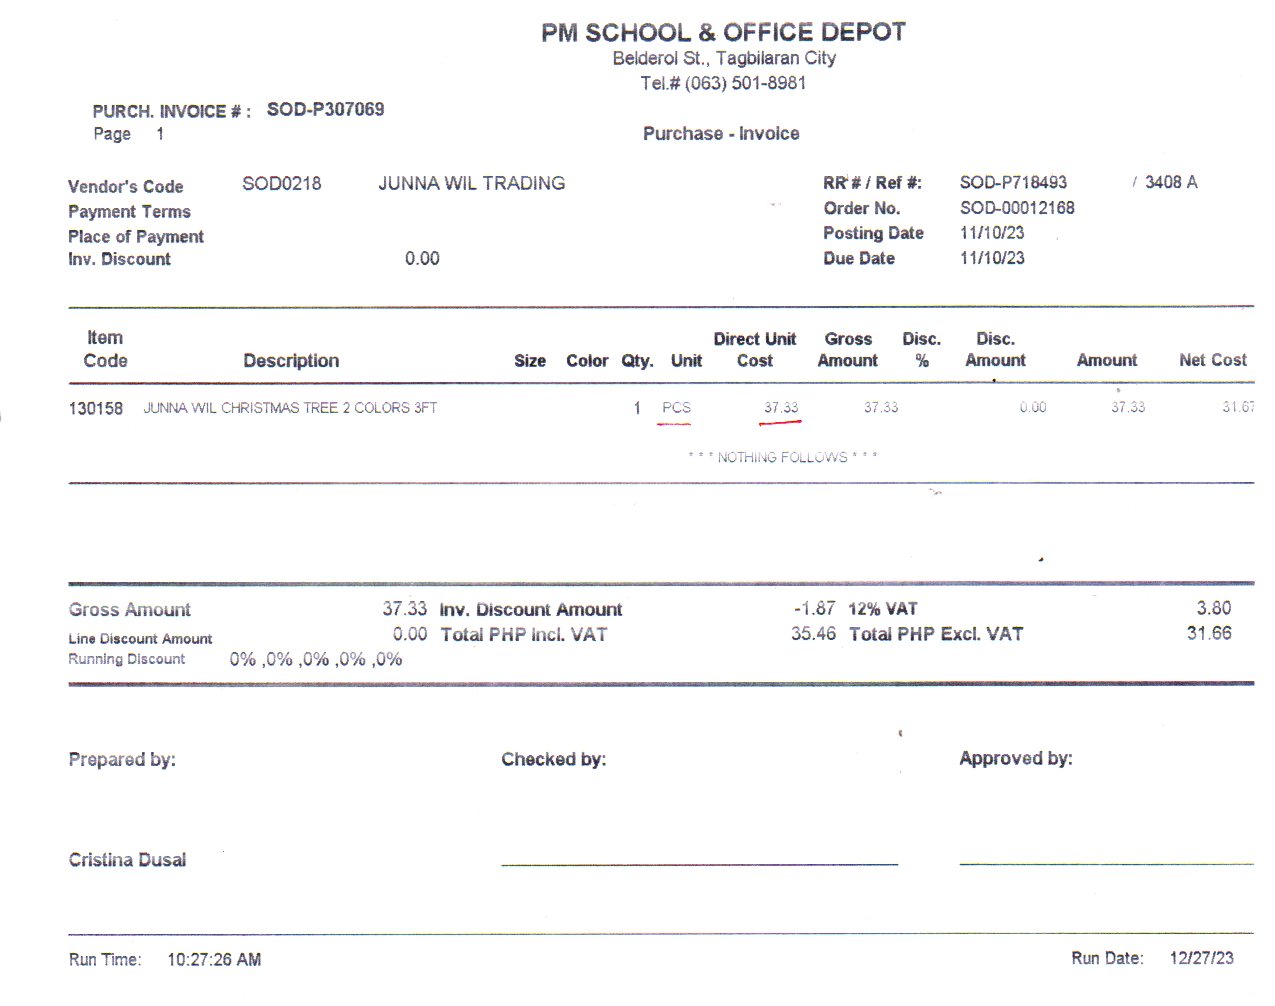 PM SCHOOL & OFFICE DEPOT
Belderol St., Tagbilaran City
Tel.# (063) 501-8981
PURCH. INVOICE # : SOD-P307069
Page 1
Purchase - Invoice
Vendor's Code SOD0218 JUNNA WIL TRADING RR # / Ref #: SOD-P718493 / 3408 A
Payment Terms Order No. SOD-00012168
Place of Payment Posting Date 11/10/23
Inv. Discount 0.00 Due Date 11/10/23
Item Code Description Size Color Qty. Unit Direct Unit Cost Gross Amount Disc. % Disc. Amount Amount Net Cost
130158 JUNNA WIL CHRISTMAS TREE 2 COLORS 3FT 1 PCS 37.33 37.33 0.00 37.33 31.67
* * * NOTHING FOLLOWS * * *
Gross Amount 37.33 Inv. Discount Amount -1.87 12% VAT 3.80
Line Discount Amount 0.00 Total PHP Incl. VAT 35.46 Total PHP Excl. VAT 31.66
Running Discount 0% ,0% ,0% ,0% ,0%
Prepared by: Checked by: Approved by:
Cristina Dusal
Run Time: 10:27:26 AM Run Date: 12/27/23